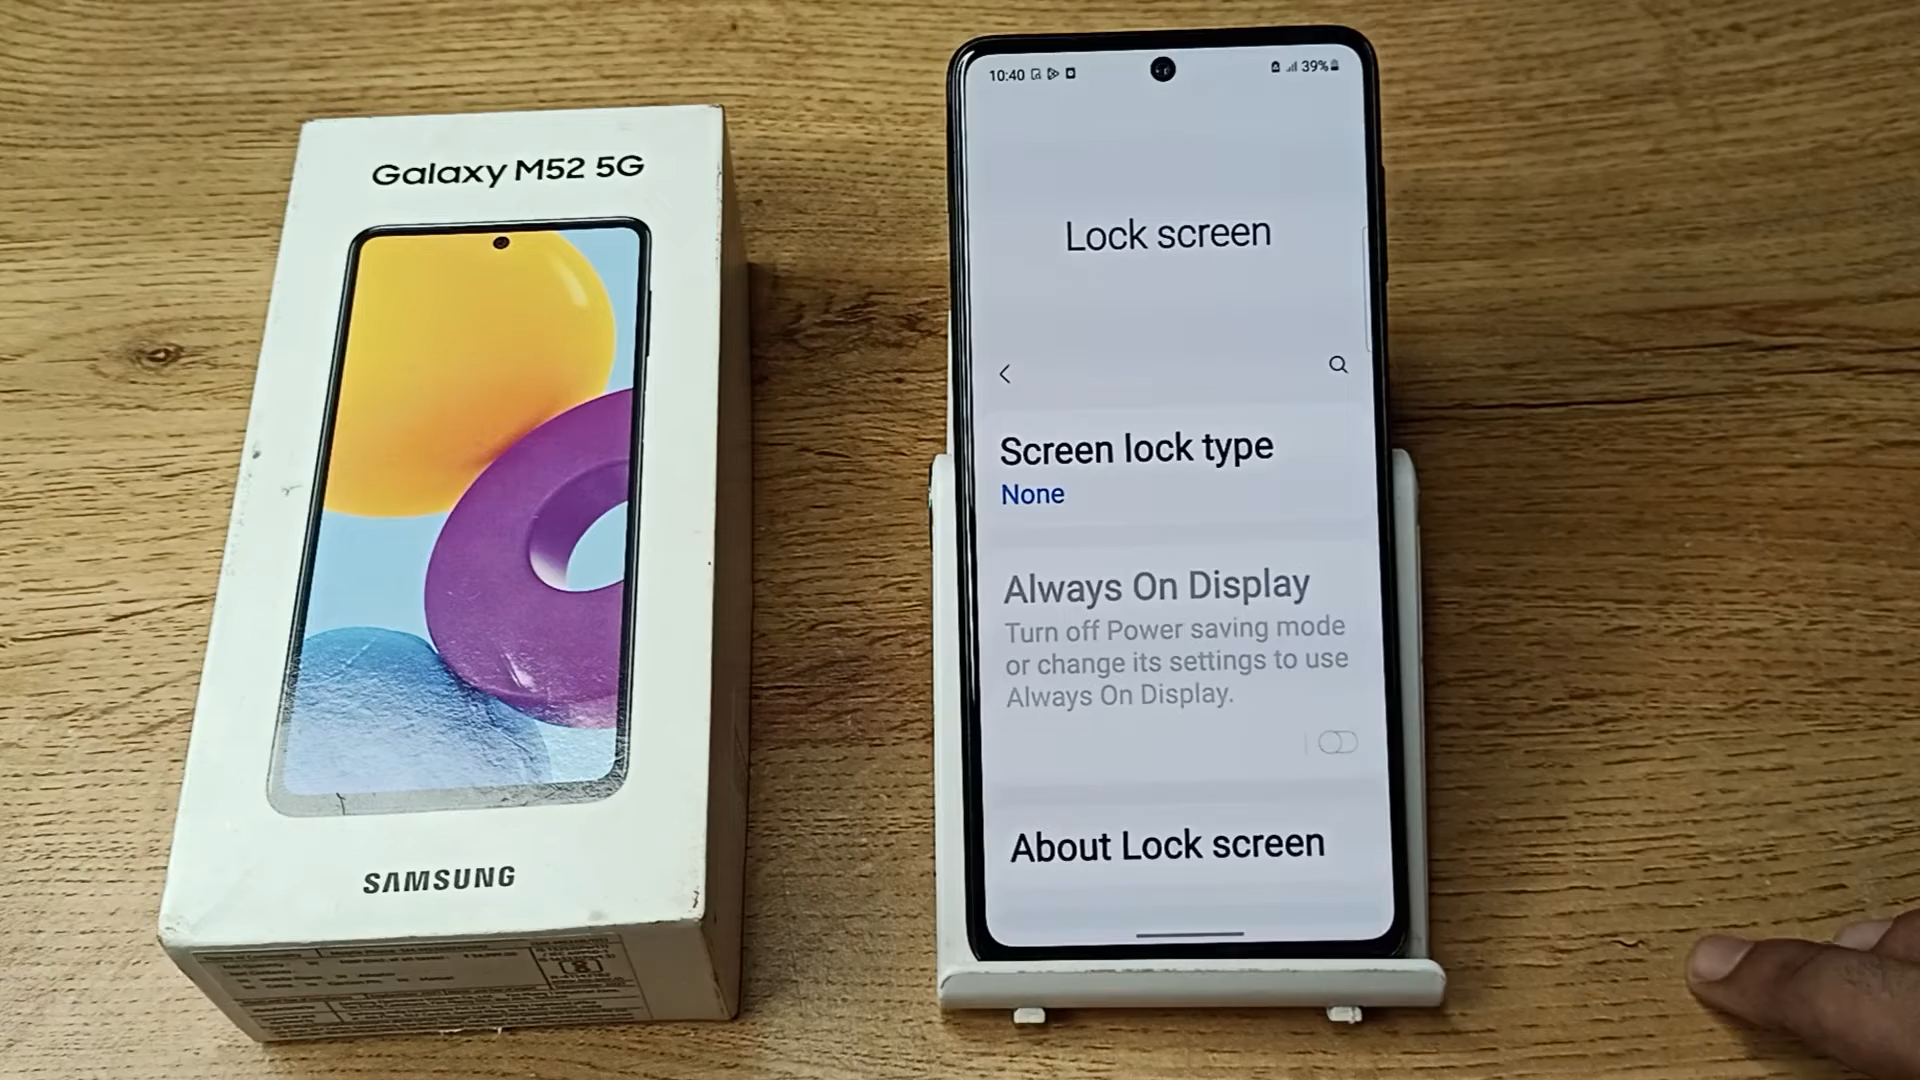 Galaxy M52 5G
SAMSUNG
10:40
39%
Lock screen
Screen lock type
None
Always On Display
Turn off Power saving mode
or change its settings to use
Always On Display.
About Lock screen